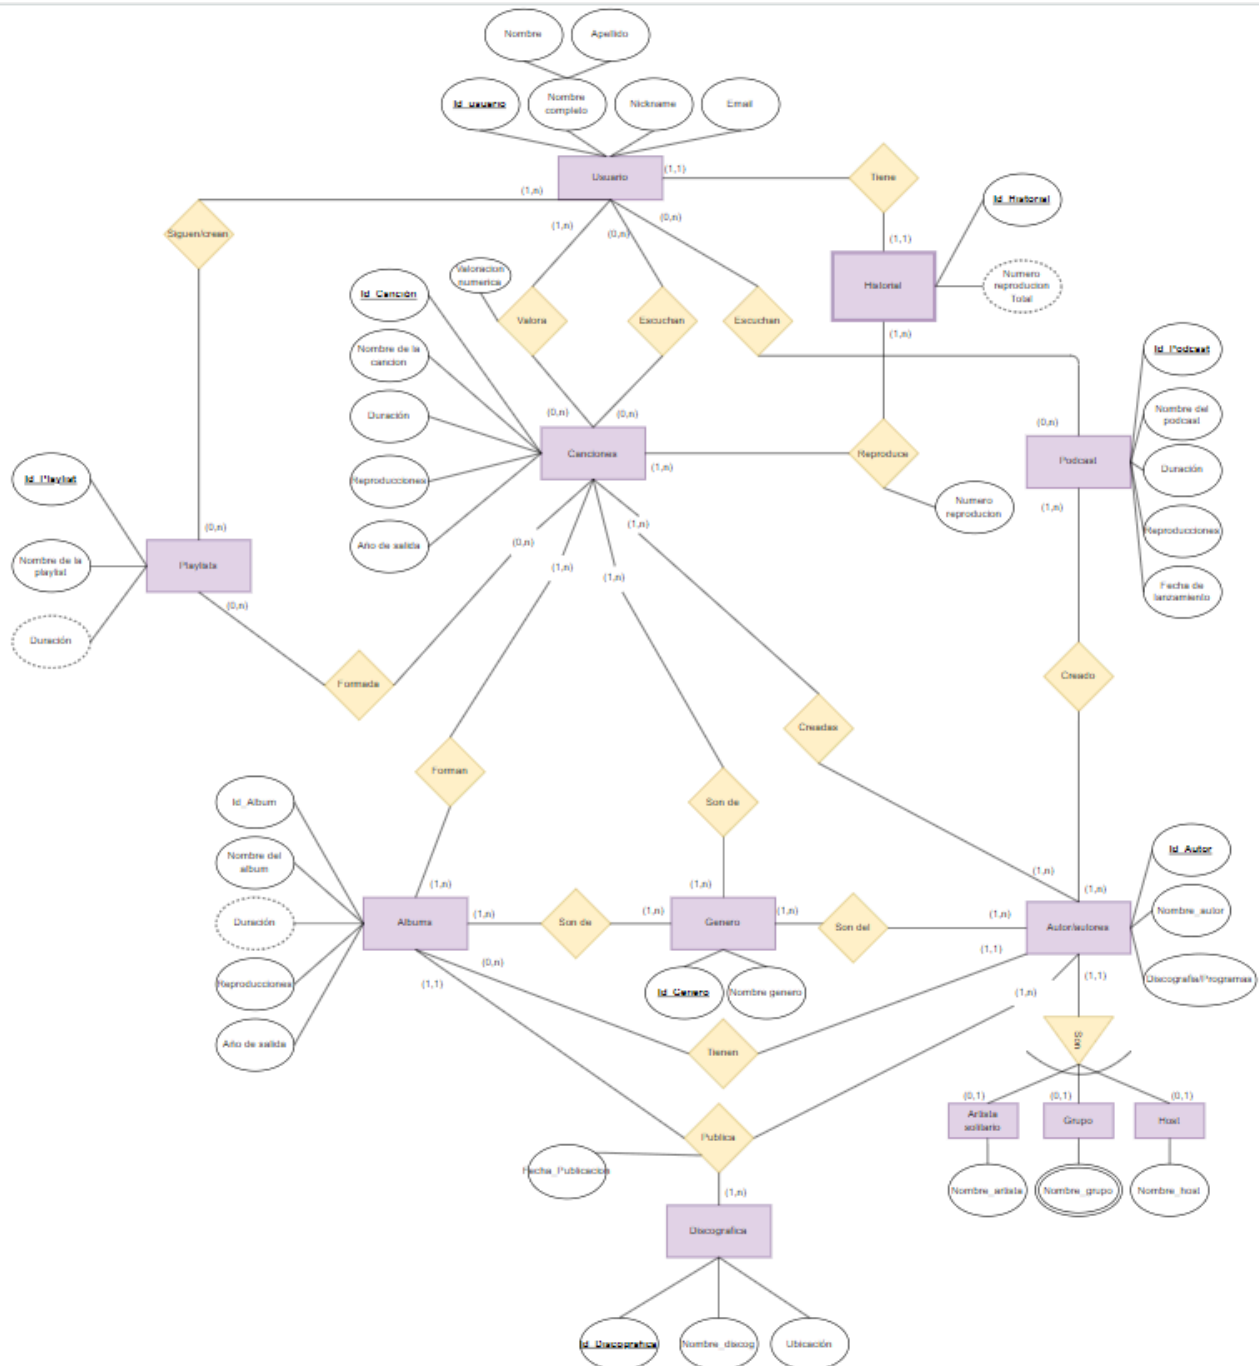 Nombre
Apellido
Id_usuario
Nombre
completo
Nickname
Email
Usuario
(1,1)
Tiene
(1,n)
Id_Historial
Siguen/crean
(1,n)
(0,n)
(0,n)
(1,1)
Valoracion
numerica
Id_Canción
Historial
Numero
reproducion
Total
Valora
Escuchan
Escuchan
(1,n)
Id_Podcast
Nombre de la
cancion
Nombre del
podcast
Duración
(0,n)
(0,n)
(0,n)
Canciones
(1,n)
Reproduce
Podcast
Duración
Id_Playlist
Reproducciones
Numero
reproducion
(1,n)
Reproducciones
(0,n)
Año de salida
(0,n)
(1,n)
(1,n)
(1,n)
Nombre de la
playlist
Playlists
Fecha de
lanzamiento
(0,n)
Duración
Formada
Creado
Creadas
Forman
Son de
Id_Album
Nombre del
album
Id_Autor
(1,n)
(1,n)
(1,n)
(1,n)
Duración
Albums
(1,n)
Son de
(1,n)
Genero
(1,n)
Son del
(1,n)
Autor/autores
Nombre_autor
(0,n)
(1,1)
(1,1)
(1,1)
(1,n)
Reproducciones
Id_Genero
Nombre genero
Discografia/Programas
Año de salida
Tienen
Son
(0,1)
(0,1)
(0,1)
Artista
solitario
Grupo
Host
Publica
Fecha_Publicacion
Nombre_artista
Nombre_grupo
Nombre_host
(1,n)
Discografica
Id_Discografica
Nombre_discog
Ubicación